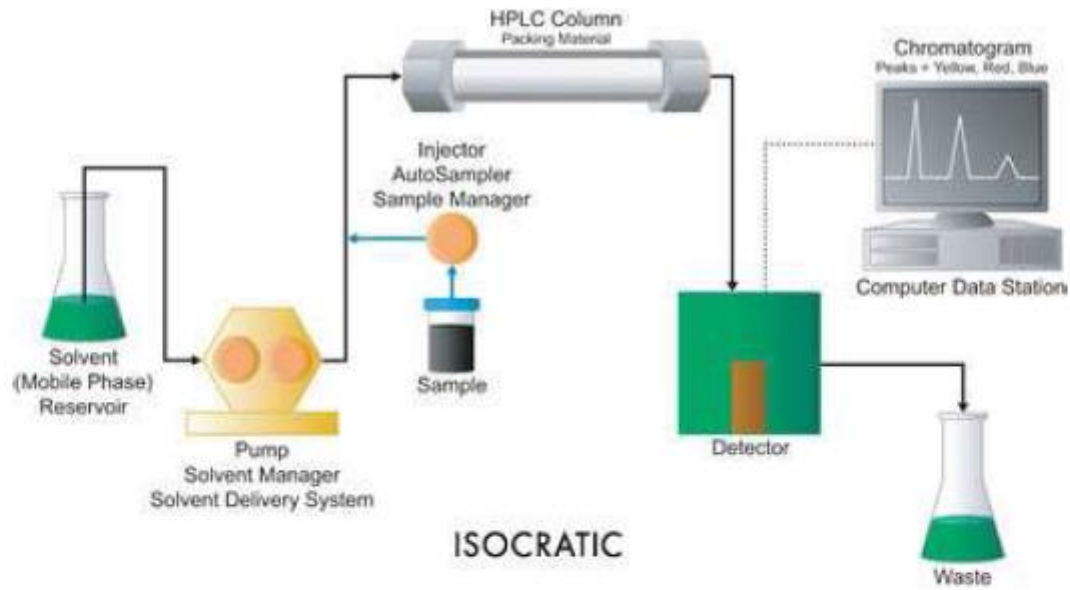 HPLC Column
Packing Material
Chromatogram
Peaks = Yellow, Red, Blue
Injector
AutoSampler
Sample Manager
Computer Data Station
Solvent
(Mobile Phase)
Reservoir
Sample
Pump
Solvent Manager
Solvent Delivery System
Detector
ISOCRATIC
Waste